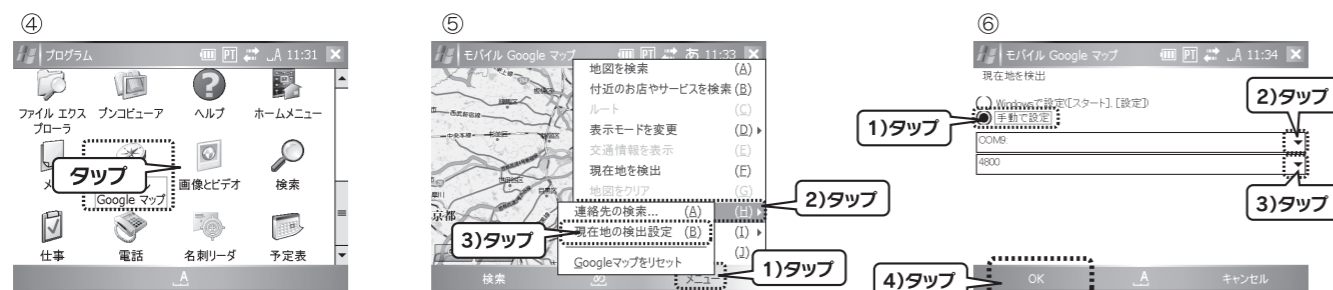 ④
プログラム
PT
A 11:31
ファイル エクスプローラ
ブンコビューア
ヘルプ
ホームメニュー
タップ
Google マップ
画像とビデオ
検索
仕事
電話
名刺リーダ
予定表
A
⑤
モバイル Google マップ
PT
あ 11:33
地図を検索 (A)
付近のお店やサービスを検索 (B)
ルート (C)
表示モードを変更 (D)
交通情報を表示 (E)
現在地を検出 (F)
地図をクリア (G)
(H)
(I)
(J)
連絡先の検索... (A)
現在地の検出設定 (B)
Googleマップをリセット
京都
2)タップ
3)タップ
1)タップ
検索
あ
メニュー
⑥
モバイル Google マップ
PT
A 11:34
現在地を検出
Windowsで設定([スタート]、[設定])
手動で設定
COM9:
4800
1)タップ
2)タップ
3)タップ
4)タップ
OK
A
キャンセル